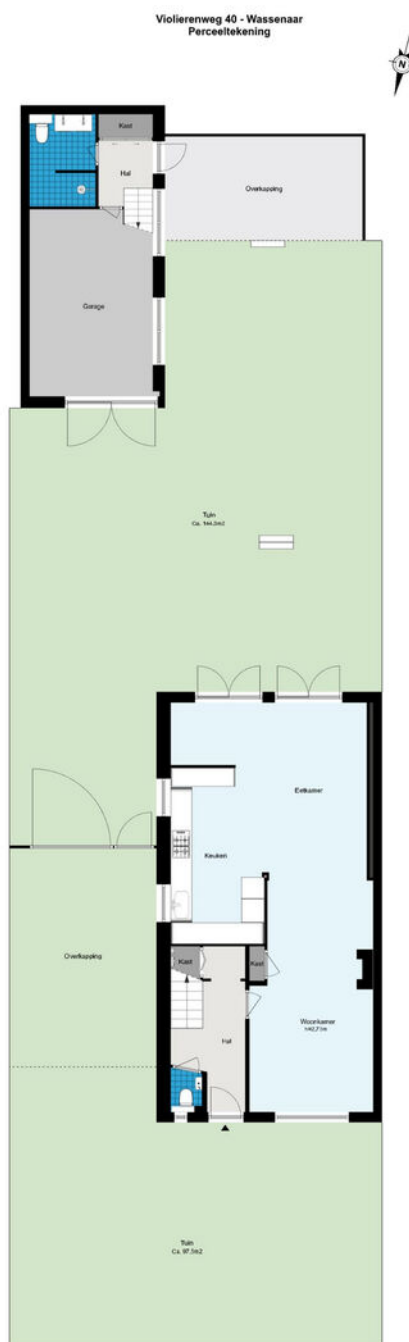 Violierenweg 40 - Wassenaar
Perceeltekening
N
Kast
Hal
Overkapping
Garage
Tuin
Ca. 144,0m2
Eetkamer
Keuken
Overkapping
Kast
Kast
Woonkamer
Hal
Tuin
Ca. 97,5m2